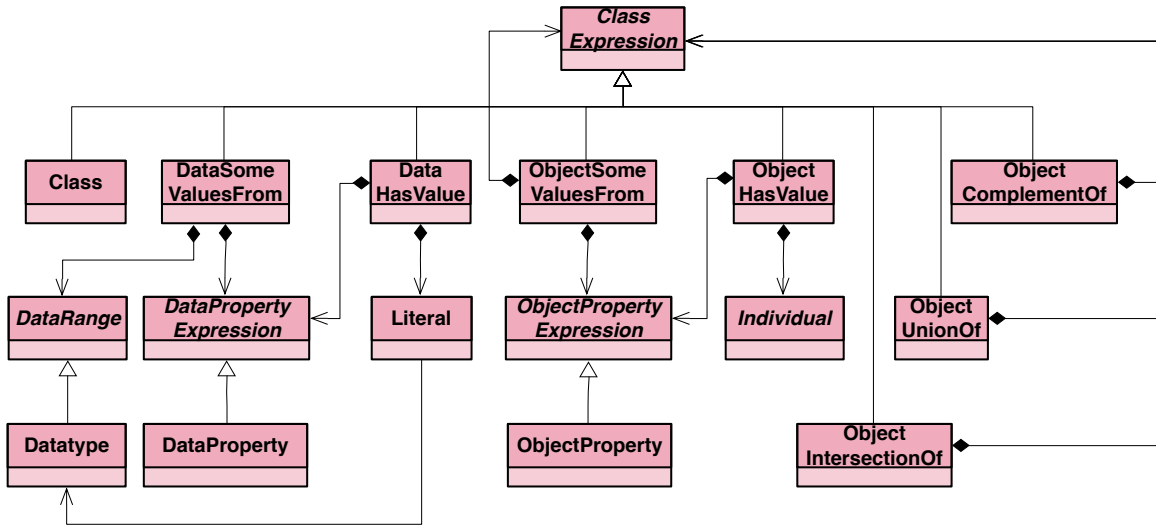 Class
Expression
Class
DataSome
ValuesFrom
Data
HasValue
ObjectSome
ValuesFrom
Object
HasValue
Object
ComplementOf
DataRange
DataProperty
Expression
Literal
ObjectProperty
Expression
Individual
Object
UnionOf
Datatype
DataProperty
ObjectProperty
Object
IntersectionOf